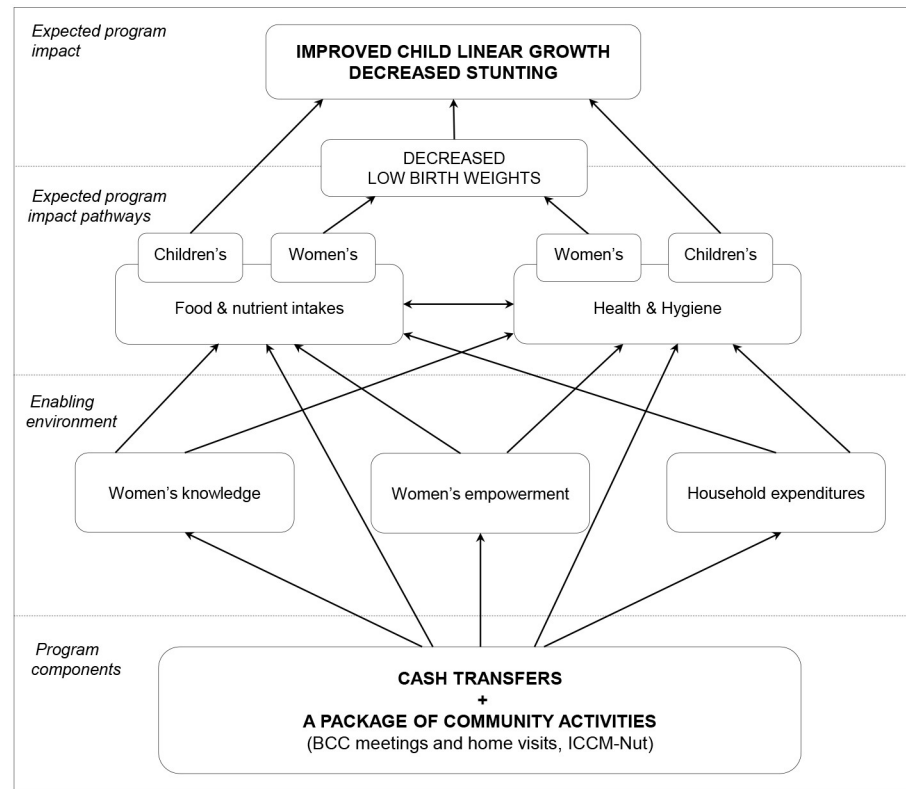 Expected program
impact
IMPROVED CHILD LINEAR GROWTH
DECREASED STUNTING
DECREASED
LOW BIRTH WEIGHTS
Expected program
impact pathways
Children's
Women's
Women's
Children's
Food & nutrient intakes
Health & Hygiene
Enabling
environment
Women's knowledge
Women's empowerment
Household expenditures
Program
components
CASH TRANSFERS
+
A PACKAGE OF COMMUNITY ACTIVITIES
(BCC meetings and home visits, ICCM-Nut)